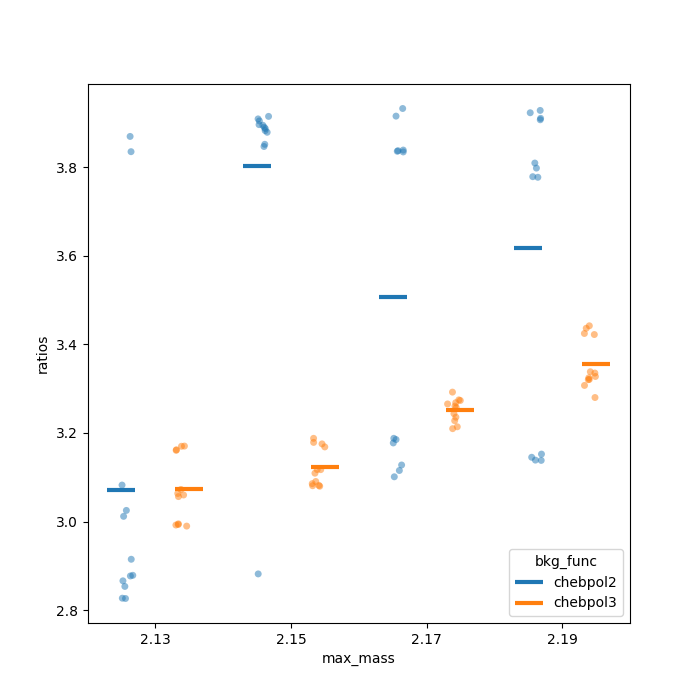 3.8
3.6
3.4
3.2
3.0
2.8
ratios
2.13
2.15
2.17
2.19
max_mass
bkg_func
chebpol2
chebpol3